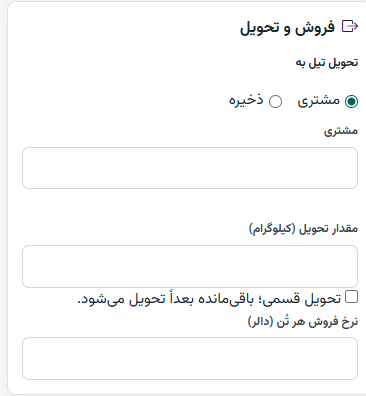 فروش و تحویل
تحویل تیل به
مشتری ذخیره
مشتری
مقدار تحویل (کیلوگرام)
تحویل قسمی؛ باقی‌مانده بعداً تحویل می‌شود.
نرخ فروش هر تُن (دالر)